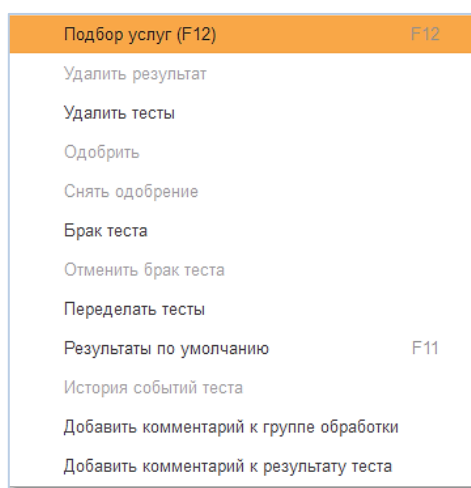 Подбор услуг (F12) F12
Удалить результат
Удалить тесты
Одобрить
Снять одобрение
Брак теста
Отменить брак теста
Переделать тесты
Результаты по умолчанию F11
История событий теста
Добавить комментарий к группе обработки
Добавить комментарий к результату теста